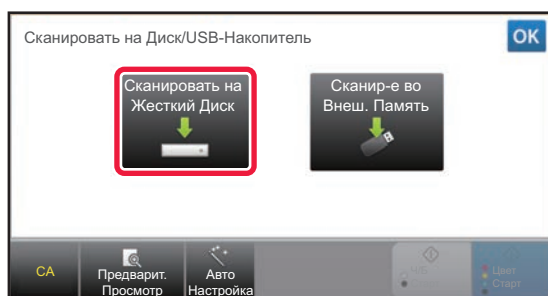 Сканировать на Диск/USB-Накопитель
OK
Сканировать на
Жесткий Диск
Сканир-е во
Внеш. Память
CA
Предварит.
Просмотр
Авто
Настройка
Ч/Б
Старт
Цвет
Старт